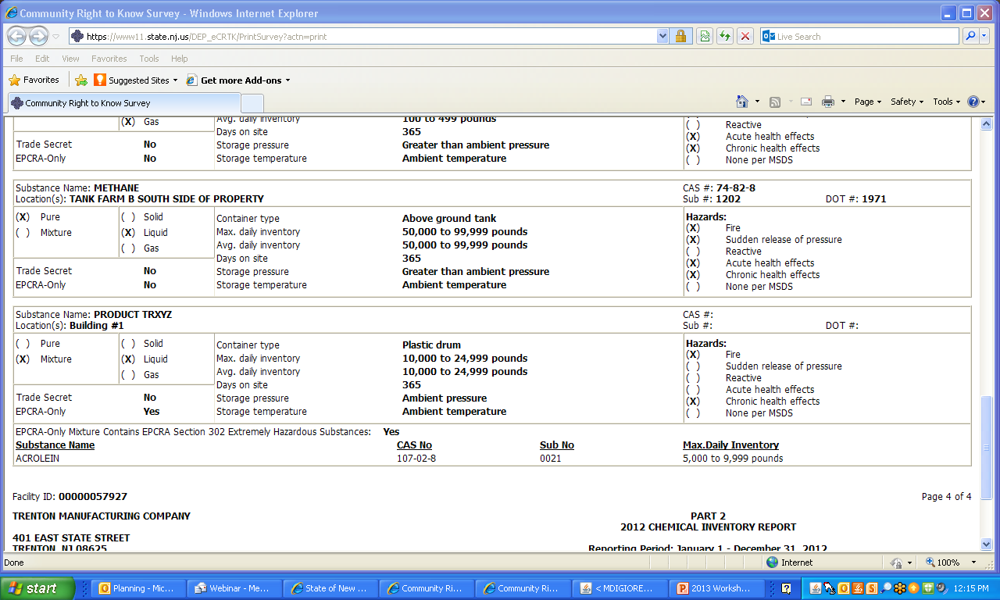 Community Right to Know Survey - Windows Internet Explorer
https://www11.state.nj.us/DEP_eCRTK/PrintSurvey?actn=print
Live Search
File Edit View Favorites Tools Help
Favorites Suggested Sites Get more Add-ons
Community Right to Know Survey Page Safety Tools
(X) Gas Avg. daily inventory 100 to 499 pounds ( ) Reactive
Days on site 365 (X) Acute health effects
Trade Secret No Storage pressure Greater than ambient pressure (X) Chronic health effects
EPCRA-Only No Storage temperature Ambient temperature ( ) None per MSDS
Substance Name: METHANE CAS #: 74-82-8
Location(s): TANK FARM B SOUTH SIDE OF PROPERTY Sub #: 1202 DOT #: 1971
(X) Pure ( ) Solid Container type Above ground tank Hazards:
( ) Mixture (X) Liquid Max. daily inventory 50,000 to 99,999 pounds (X) Fire
( ) Gas Avg. daily inventory 50,000 to 99,999 pounds (X) Sudden release of pressure
Days on site 365 ( ) Reactive
Trade Secret No Storage pressure Greater than ambient pressure (X) Acute health effects
EPCRA-Only No Storage temperature Ambient temperature (X) Chronic health effects
( ) None per MSDS
Substance Name: PRODUCT TRXYZ CAS #:
Location(s): Building #1 Sub #: DOT #:
( ) Pure ( ) Solid Container type Plastic drum Hazards:
(X) Mixture (X) Liquid Max. daily inventory 10,000 to 24,999 pounds (X) Fire
( ) Gas Avg. daily inventory 10,000 to 24,999 pounds ( ) Sudden release of pressure
Days on site 365 ( ) Reactive
Trade Secret No Storage pressure Ambient pressure ( ) Acute health effects
EPCRA-Only Yes Storage temperature Ambient temperature (X) Chronic health effects
( ) None per MSDS
EPCRA-Only Mixture Contains EPCRA Section 302 Extremely Hazardous Substances: Yes
Substance Name CAS No Sub No Max.Daily Inventory
ACROLEIN 107-02-8 0021 5,000 to 9,999 pounds
Facility ID: 00000057927 Page 4 of 4
TRENTON MANUFACTURING COMPANY PART 2
2012 CHEMICAL INVENTORY REPORT
401 EAST STATE STREET
TRENTON, NJ 08625 Reporting Period: January 1 - December 31, 2012
Done Internet 100%
start Planning - Mic... Webinar - Me... State of New ... Community Ri... Community Ri... < MDIGIORE... 2013 Worksh... 12:15 PM